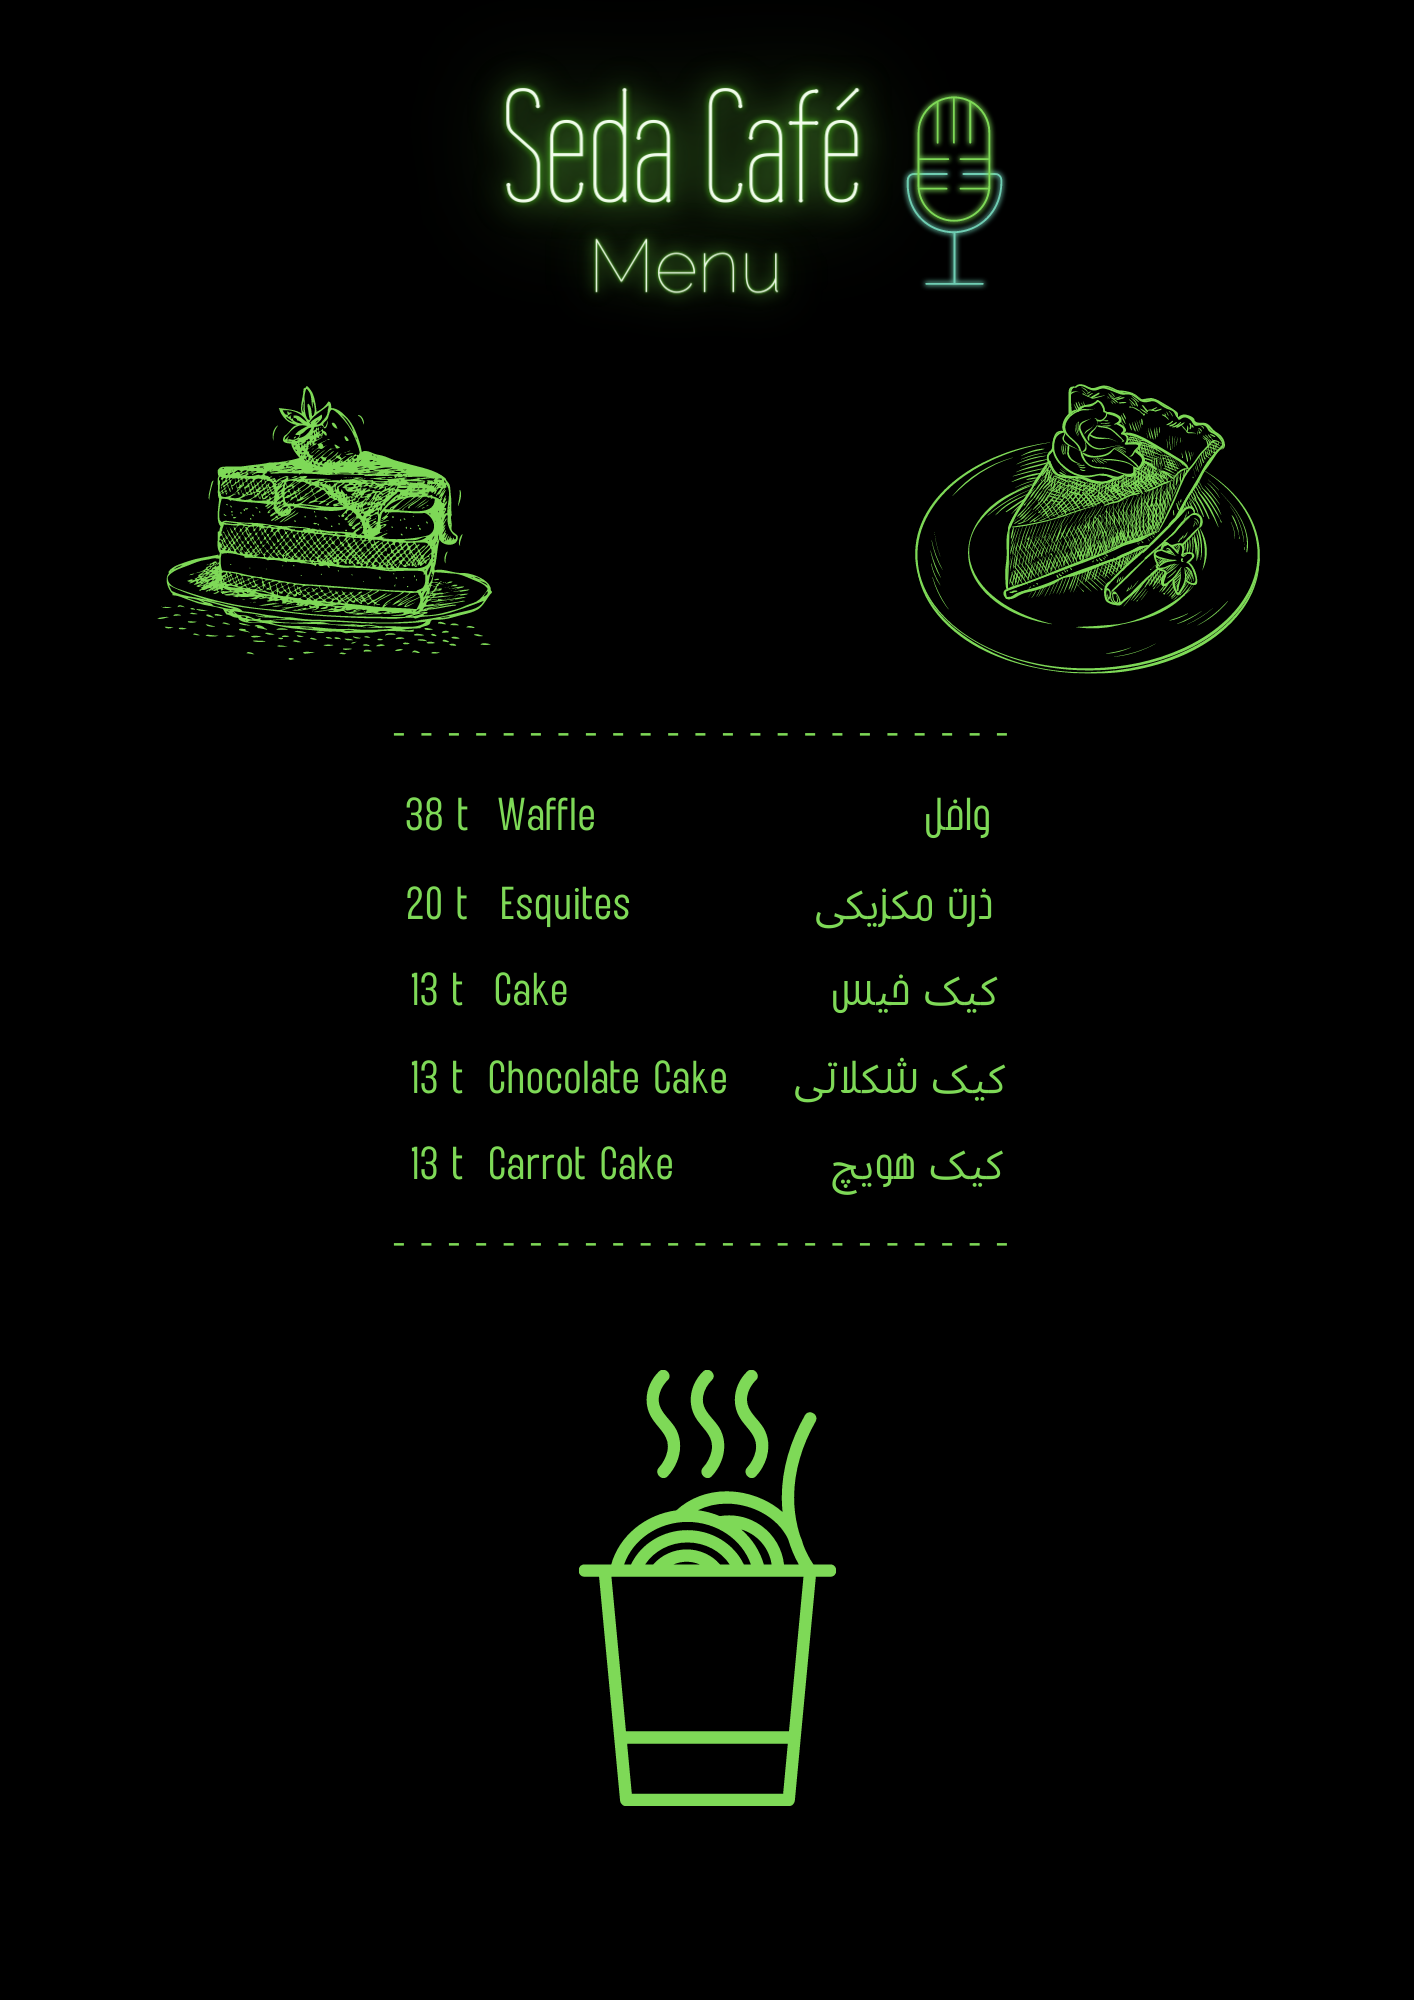 Seda Café
Menu
38 t Waffle وافل
20 t Esquites ذرت مکزیکی
13 t Cake کیک خیس
13 t Chocolate Cake کیک شکلاتی
13 t Carrot Cake کیک هویچ